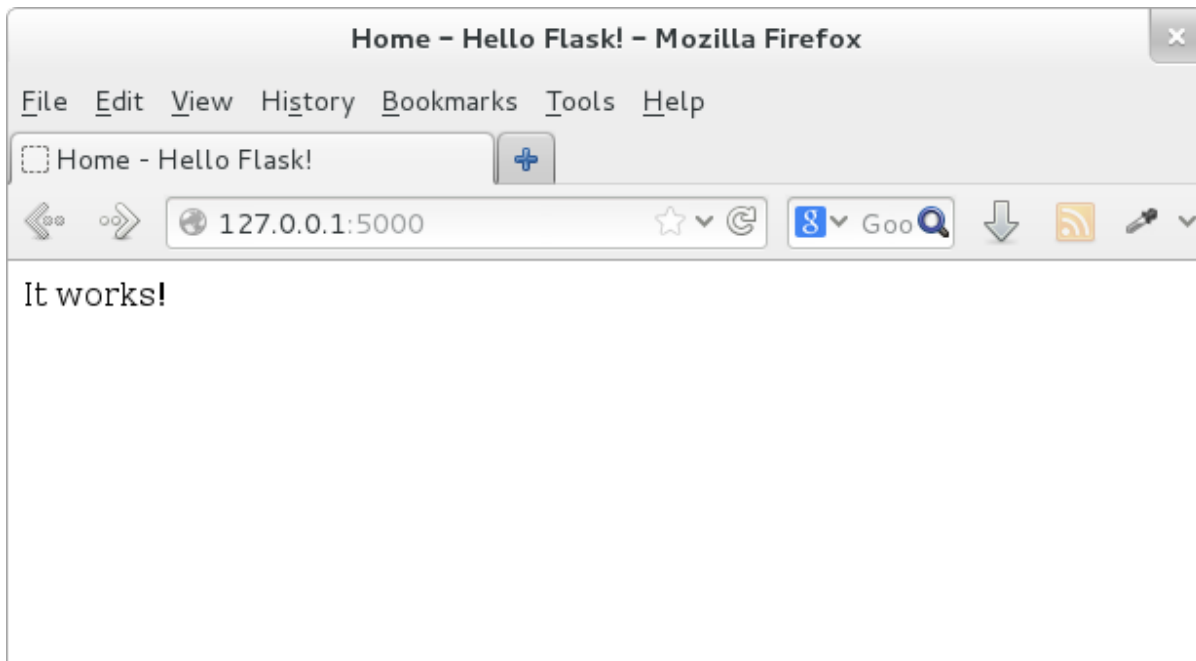 Home – Hello Flask! – Mozilla Firefox
File Edit View History Bookmarks Tools Help
Home - Hello Flask!
127.0.0.1:5000 8 Goo
It works!